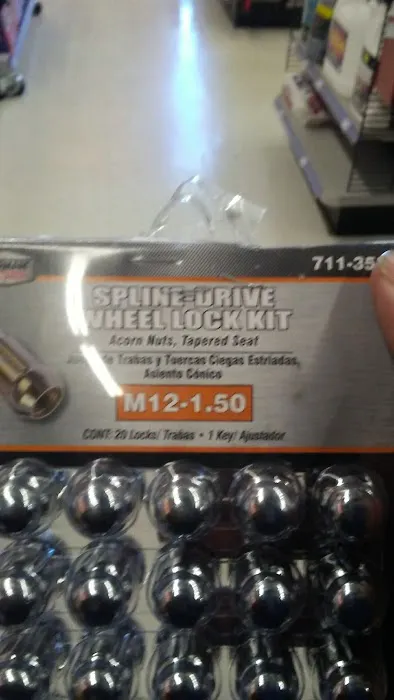 711-35
SPLINE DRIVE
WHEEL LOCK KIT
Acorn Nuts, Tapered Seat
de Trabas y Tuercas Ciegas Estriadas,
Asiento Cónico
M12-1.50
CONT: 20 Locks/Trabas • 1 Key/Ajustador